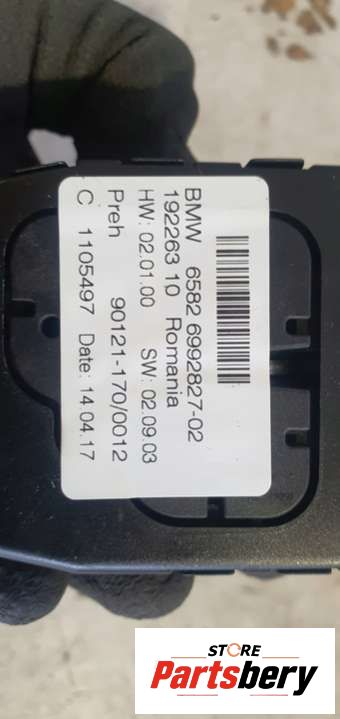 BMW 6582 6992827-02
192263 10 Romania
HW: 02.01.00 SW: 02.09.03
Preh 90121-170/0012
C 1105497 Date: 14.04.17
STORE
Partsbery